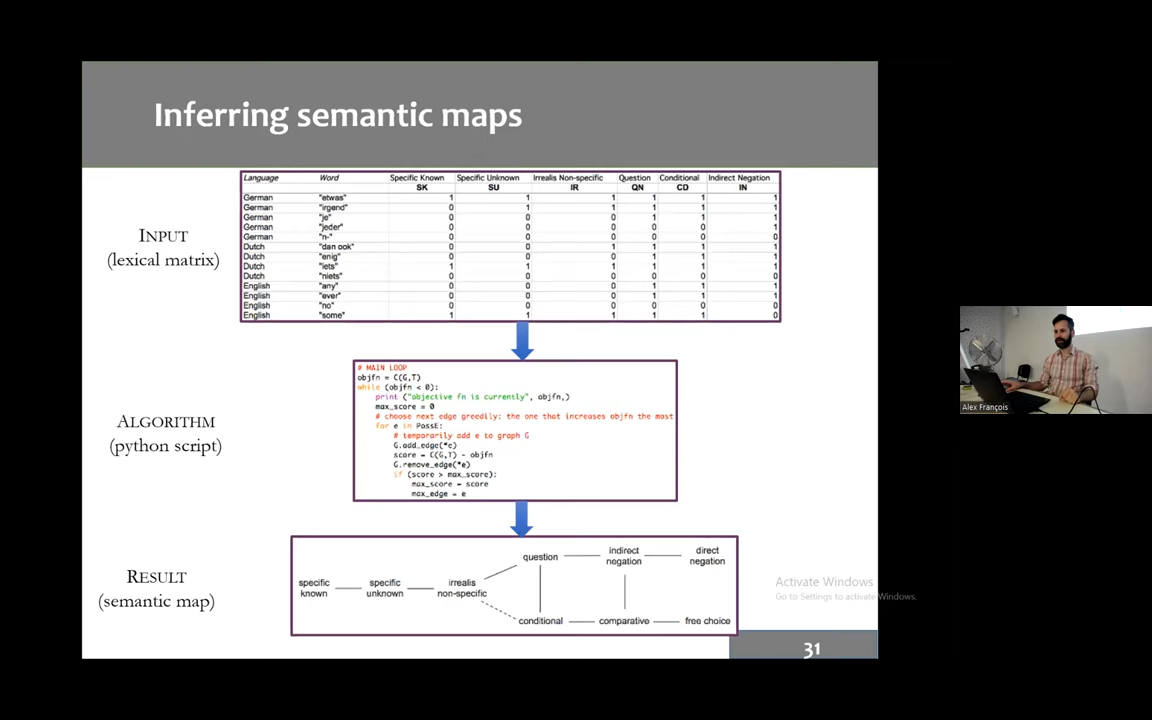 Inferring semantic maps
Language Word Specific Known Specific Unknown Irrealis Non-specific Question Conditional Indirect Negation
SK SU IR QN CD IN
German "etwas" 1 1 1 1 1 1
German "irgend" 0 1 1 1 1 1
German "je" 0 0 0 1 1 1
German "jeder" 0 0 0 0 0 1
German "n-" 0 0 0 0 0 0
Dutch "dan ook" 0 0 1 1 1 1
Dutch "enig" 0 0 0 1 1 1
Dutch "iets" 1 1 1 1 1 1
Dutch "niets" 0 0 0 0 0 0
English "any" 0 0 0 1 1 1
English "ever" 0 0 0 1 1 1
English "no" 0 0 0 0 0 0
English "some" 1 1 1 1 1 0
INPUT
(lexical matrix)
# MAIN LOOP
objfn = C(G,T)
while (objfn < 0):
print ("objective fn is currently", objfn,)
max_score = 0
# choose next edge greedily: the one that increases objfn the most
for e in PossE:
# temporarily add e to graph G
G.add_edge(*e)
score = C(G,T) - objfn
G.remove_edge(*e)
if (score > max_score):
max_score = score
max_edge = e
ALGORITHM
(python script)
RESULT
(semantic map)
specific
known
specific
unknown
irrealis
non-specific
question
indirect
negation
direct
negation
conditional
comparative
free choice
31
Alex François
Activate Windows
Go to Settings to activate Windows.